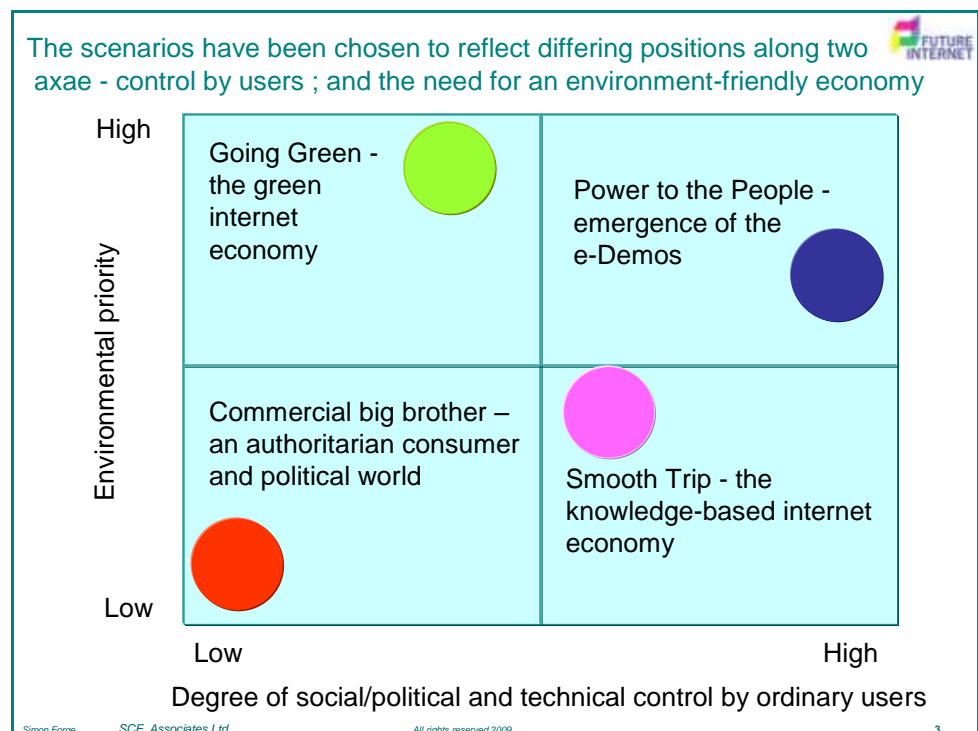 The scenarios have been chosen to reflect differing positions along two
axae - control by users ; and the need for an environment-friendly economy
FUTURE
INTERNET
High
Going Green -
the green
internet
economy
Power to the People -
emergence of the
e-Demos
Environmental priority
Commercial big brother –
an authoritarian consumer
and political world
Smooth Trip - the
knowledge-based internet
economy
Low
Low
High
Degree of social/political and technical control by ordinary users
Simon Forge
SCF Associates Ltd
All rights reserved 2009
3